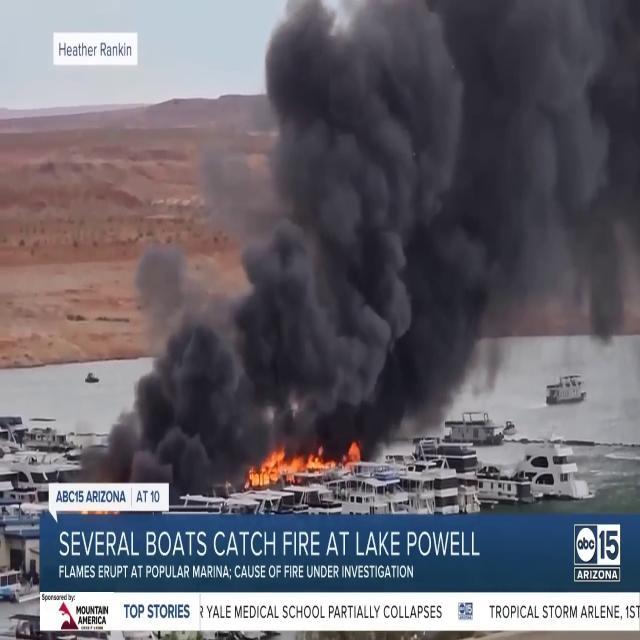 Heather Rankin
ABC15 ARIZONA | AT 10
SEVERAL BOATS CATCH FIRE AT LAKE POWELL
FLAMES ERUPT AT POPULAR MARINA; CAUSE OF FIRE UNDER INVESTIGATION
abc 15
ARIZONA
Sponsored by:
MOUNTAIN
AMERICA
CREDIT UNION
TOP STORIES
R YALE MEDICAL SCHOOL PARTIALLY COLLAPSES
TROPICAL STORM ARLENE, 1ST